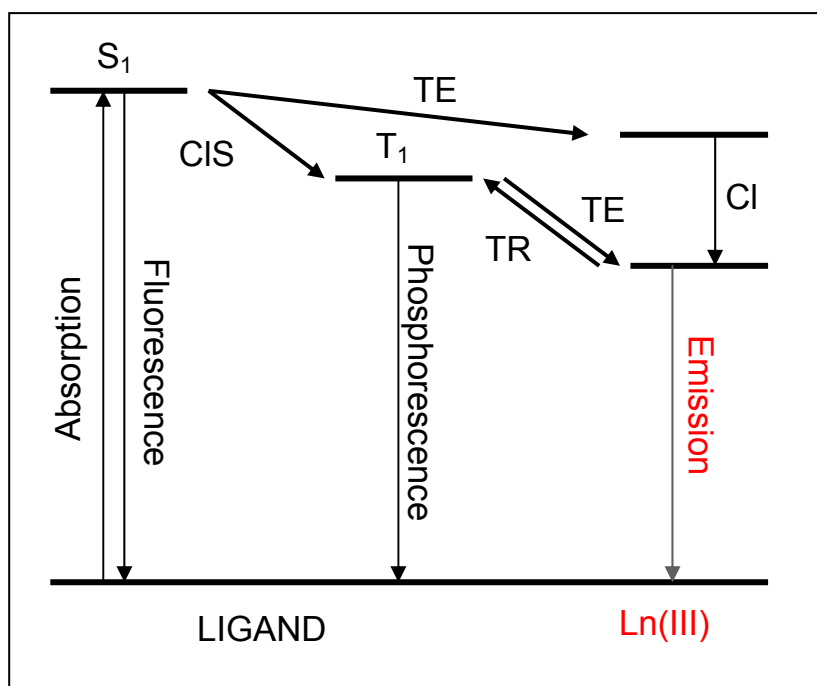 S₁
TE
CIS
T₁
TE
TR
CI
Absorption
Fluorescence
Phosphorescence
Emission
LIGAND
Ln(III)